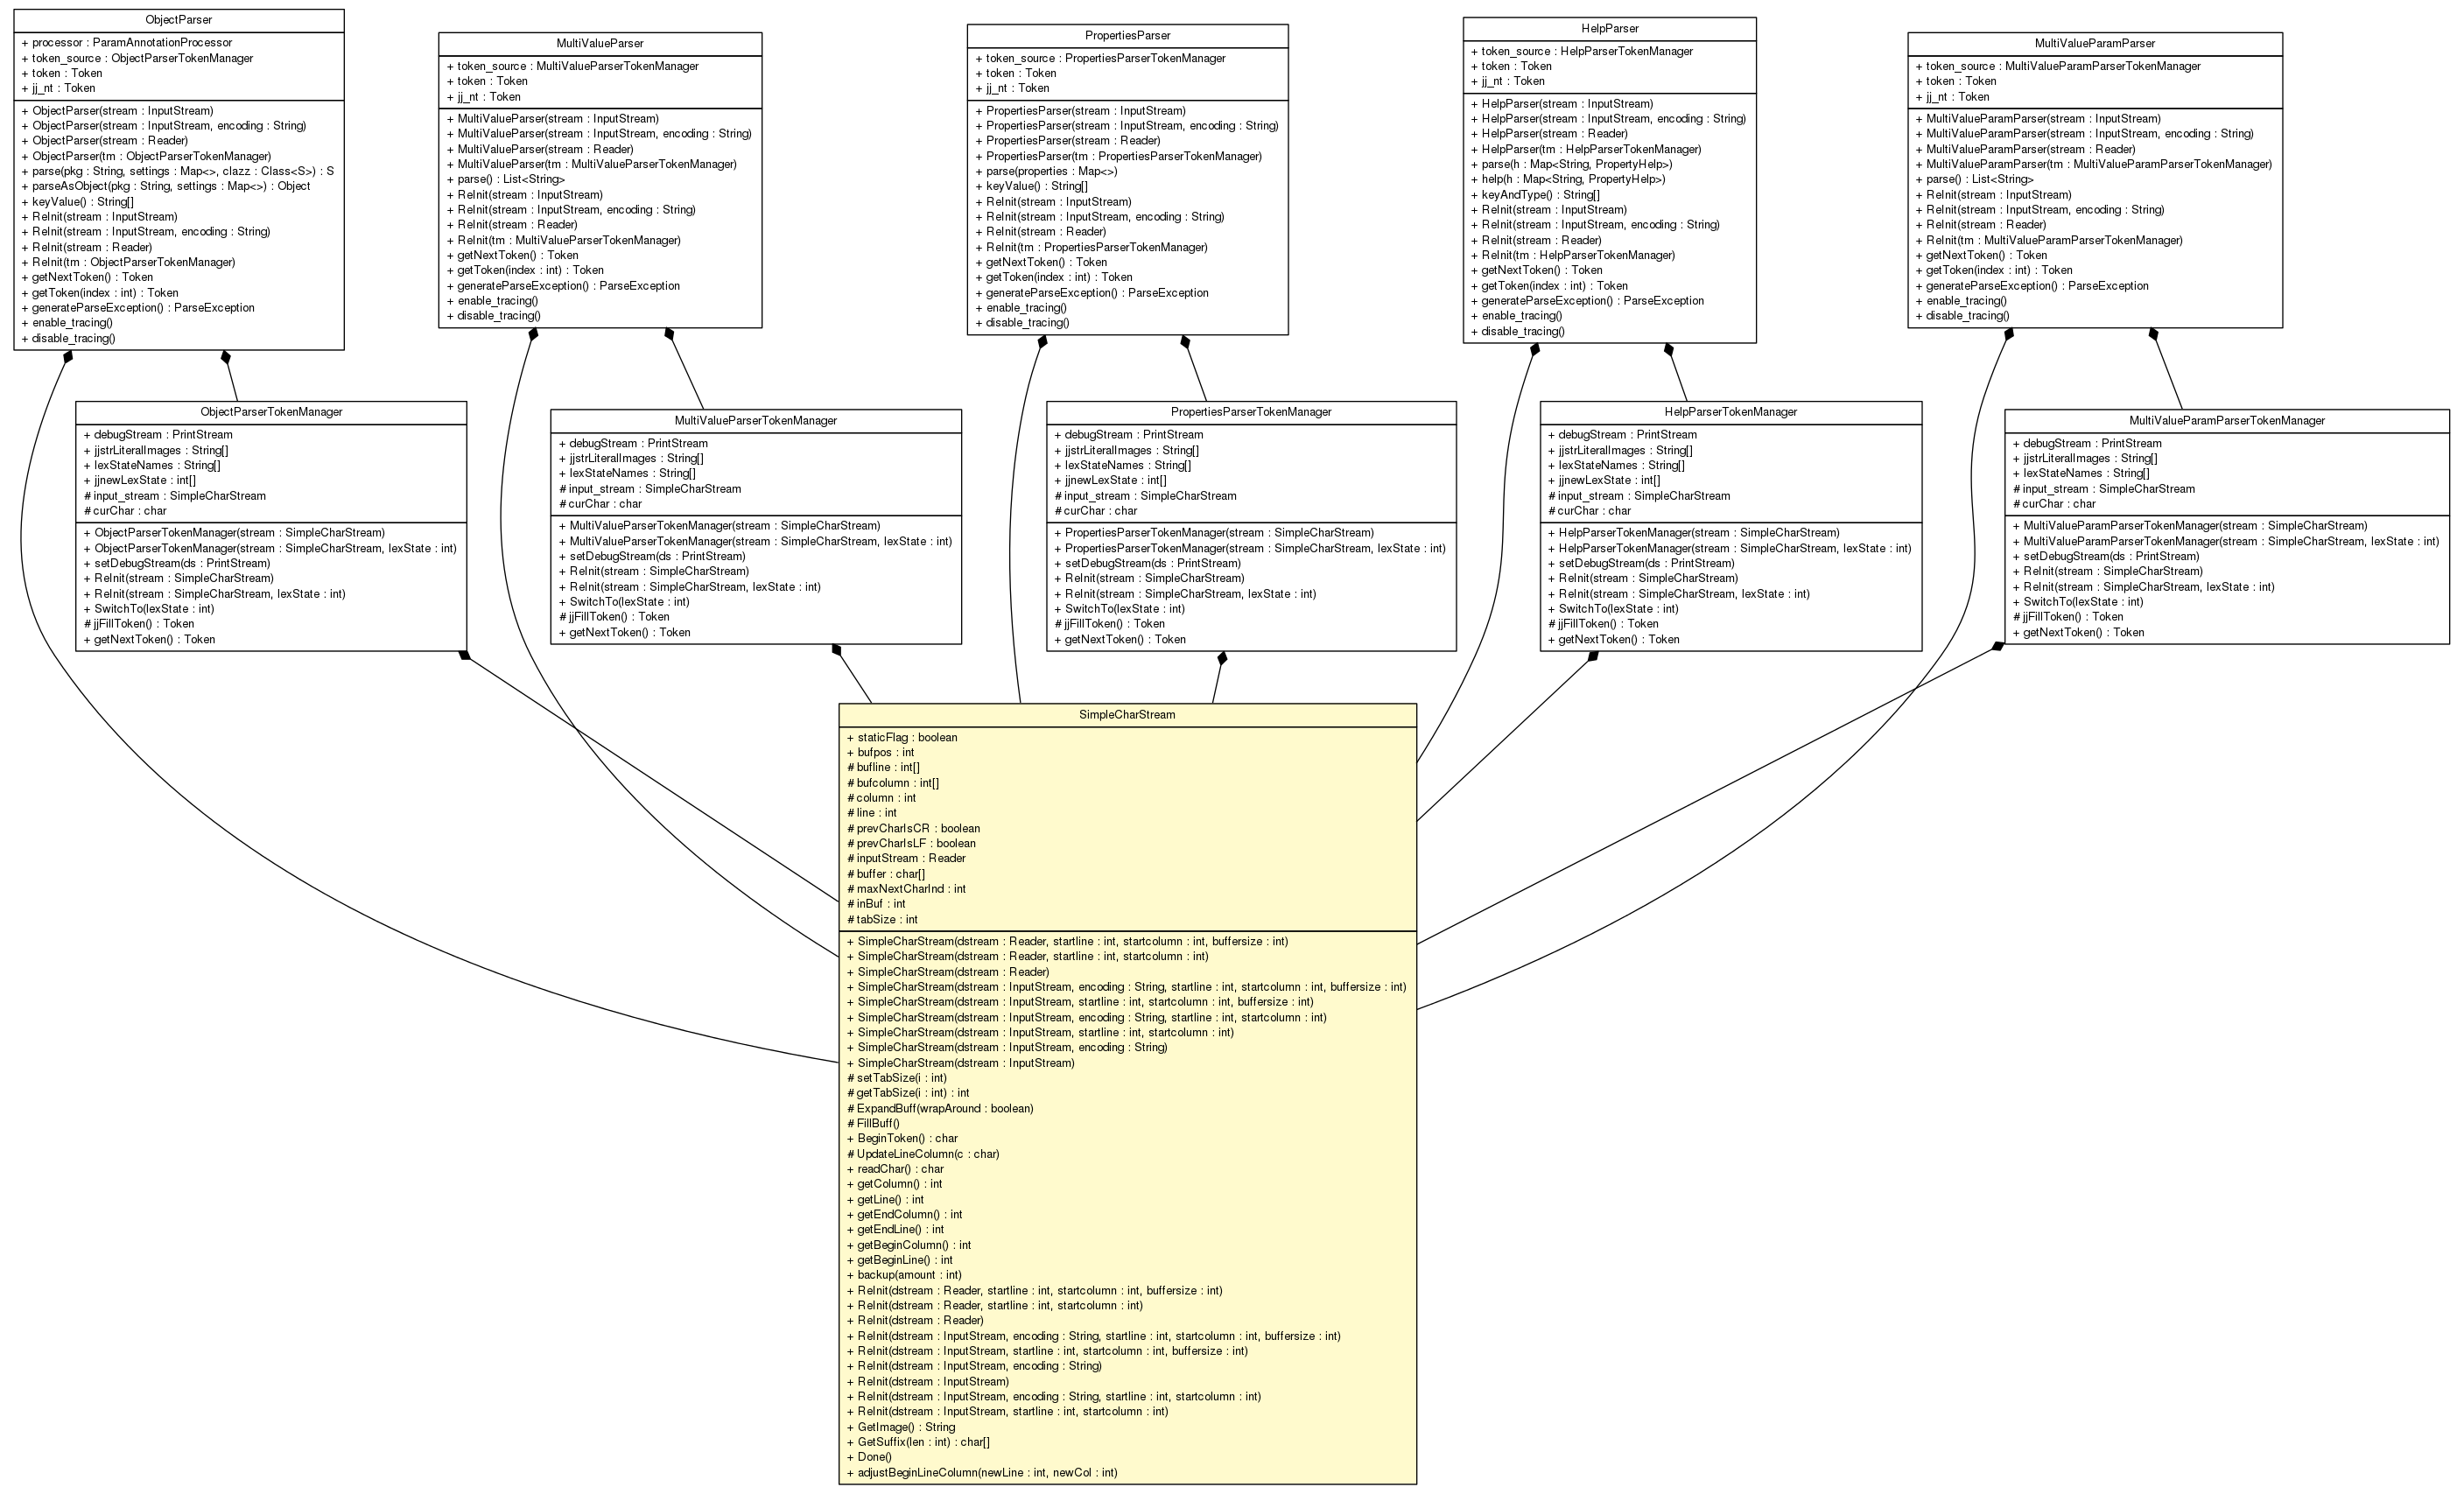 ObjectParser
+ processor : ParamAnnotationProcessor
+ token_source : ObjectParserTokenManager
+ token : Token
+ jj_nt : Token
+ ObjectParser(stream : InputStream)
+ ObjectParser(stream : InputStream, encoding : String)
+ ObjectParser(stream : Reader)
+ ObjectParser(tm : ObjectParserTokenManager)
+ parse(pkg : String, settings : Map<>, clazz : Class<S>) : S
+ parseAsObject(pkg : String, settings : Map<>) : Object
+ keyValue() : String[]
+ ReInit(stream : InputStream)
+ ReInit(stream : InputStream, encoding : String)
+ ReInit(stream : Reader)
+ ReInit(tm : ObjectParserTokenManager)
+ getNextToken() : Token
+ getToken(index : int) : Token
+ generateParseException() : ParseException
+ enable_tracing()
+ disable_tracing()
MultiValueParser
+ token_source : MultiValueParserTokenManager
+ token : Token
+ jj_nt : Token
+ MultiValueParser(stream : InputStream)
+ MultiValueParser(stream : InputStream, encoding : String)
+ MultiValueParser(stream : Reader)
+ MultiValueParser(tm : MultiValueParserTokenManager)
+ parse() : List<String>
+ ReInit(stream : InputStream)
+ ReInit(stream : InputStream, encoding : String)
+ ReInit(stream : Reader)
+ ReInit(tm : MultiValueParserTokenManager)
+ getNextToken() : Token
+ getToken(index : int) : Token
+ generateParseException() : ParseException
+ enable_tracing()
+ disable_tracing()
PropertiesParser
+ token_source : PropertiesParserTokenManager
+ token : Token
+ jj_nt : Token
+ PropertiesParser(stream : InputStream)
+ PropertiesParser(stream : InputStream, encoding : String)
+ PropertiesParser(stream : Reader)
+ PropertiesParser(tm : PropertiesParserTokenManager)
+ parse(properties : Map<>)
+ keyValue() : String[]
+ ReInit(stream : InputStream)
+ ReInit(stream : InputStream, encoding : String)
+ ReInit(stream : Reader)
+ ReInit(tm : PropertiesParserTokenManager)
+ getNextToken() : Token
+ getToken(index : int) : Token
+ generateParseException() : ParseException
+ enable_tracing()
+ disable_tracing()
HelpParser
+ token_source : HelpParserTokenManager
+ token : Token
+ jj_nt : Token
+ HelpParser(stream : InputStream)
+ HelpParser(stream : InputStream, encoding : String)
+ HelpParser(stream : Reader)
+ HelpParser(tm : HelpParserTokenManager)
+ parse(h : Map<String, PropertyHelp>)
+ help(h : Map<String, PropertyHelp>)
+ keyAndType() : String[]
+ ReInit(stream : InputStream)
+ ReInit(stream : InputStream, encoding : String)
+ ReInit(stream : Reader)
+ ReInit(tm : HelpParserTokenManager)
+ getNextToken() : Token
+ getToken(index : int) : Token
+ generateParseException() : ParseException
+ enable_tracing()
+ disable_tracing()
MultiValueParamParser
+ token_source : MultiValueParamParserTokenManager
+ token : Token
+ jj_nt : Token
+ MultiValueParamParser(stream : InputStream)
+ MultiValueParamParser(stream : InputStream, encoding : String)
+ MultiValueParamParser(stream : Reader)
+ MultiValueParamParser(tm : MultiValueParamParserTokenManager)
+ parse() : List<String>
+ ReInit(stream : InputStream)
+ ReInit(stream : InputStream, encoding : String)
+ ReInit(stream : Reader)
+ ReInit(tm : MultiValueParamParserTokenManager)
+ getNextToken() : Token
+ getToken(index : int) : Token
+ generateParseException() : ParseException
+ enable_tracing()
+ disable_tracing()
ObjectParserTokenManager
+ debugStream : PrintStream
+ jjstrLiteralImages : String[]
+ lexStateNames : String[]
+ jjnewLexState : int[]
# input_stream : SimpleCharStream
# curChar : char
+ ObjectParserTokenManager(stream : SimpleCharStream)
+ ObjectParserTokenManager(stream : SimpleCharStream, lexState : int)
+ setDebugStream(ds : PrintStream)
+ ReInit(stream : SimpleCharStream)
+ ReInit(stream : SimpleCharStream, lexState : int)
+ SwitchTo(lexState : int)
# jjFillToken() : Token
+ getNextToken() : Token
MultiValueParserTokenManager
+ debugStream : PrintStream
+ jjstrLiteralImages : String[]
+ lexStateNames : String[]
# input_stream : SimpleCharStream
# curChar : char
+ MultiValueParserTokenManager(stream : SimpleCharStream)
+ MultiValueParserTokenManager(stream : SimpleCharStream, lexState : int)
+ setDebugStream(ds : PrintStream)
+ ReInit(stream : SimpleCharStream)
+ ReInit(stream : SimpleCharStream, lexState : int)
+ SwitchTo(lexState : int)
# jjFillToken() : Token
+ getNextToken() : Token
PropertiesParserTokenManager
+ debugStream : PrintStream
+ jjstrLiteralImages : String[]
+ lexStateNames : String[]
+ jjnewLexState : int[]
# input_stream : SimpleCharStream
# curChar : char
+ PropertiesParserTokenManager(stream : SimpleCharStream)
+ PropertiesParserTokenManager(stream : SimpleCharStream, lexState : int)
+ setDebugStream(ds : PrintStream)
+ ReInit(stream : SimpleCharStream)
+ ReInit(stream : SimpleCharStream, lexState : int)
+ SwitchTo(lexState : int)
# jjFillToken() : Token
+ getNextToken() : Token
HelpParserTokenManager
+ debugStream : PrintStream
+ jjstrLiteralImages : String[]
+ lexStateNames : String[]
+ jjnewLexState : int[]
# input_stream : SimpleCharStream
# curChar : char
+ HelpParserTokenManager(stream : SimpleCharStream)
+ HelpParserTokenManager(stream : SimpleCharStream, lexState : int)
+ setDebugStream(ds : PrintStream)
+ ReInit(stream : SimpleCharStream)
+ ReInit(stream : SimpleCharStream, lexState : int)
+ SwitchTo(lexState : int)
# jjFillToken() : Token
+ getNextToken() : Token
MultiValueParamParserTokenManager
+ debugStream : PrintStream
+ jjstrLiteralImages : String[]
+ lexStateNames : String[]
# input_stream : SimpleCharStream
# curChar : char
+ MultiValueParamParserTokenManager(stream : SimpleCharStream)
+ MultiValueParamParserTokenManager(stream : SimpleCharStream, lexState : int)
+ setDebugStream(ds : PrintStream)
+ ReInit(stream : SimpleCharStream)
+ ReInit(stream : SimpleCharStream, lexState : int)
+ SwitchTo(lexState : int)
# jjFillToken() : Token
+ getNextToken() : Token
SimpleCharStream
+ staticFlag : boolean
+ bufpos : int
# bufline : int[]
# bufcolumn : int[]
# column : int
# line : int
# prevCharIsCR : boolean
# prevCharIsLF : boolean
# inputStream : Reader
# buffer : char[]
# maxNextCharInd : int
# inBuf : int
# tabSize : int
+ SimpleCharStream(dstream : Reader, startline : int, startcolumn : int, buffersize : int)
+ SimpleCharStream(dstream : Reader, startline : int, startcolumn : int)
+ SimpleCharStream(dstream : Reader)
+ SimpleCharStream(dstream : InputStream, encoding : String, startline : int, startcolumn : int, buffersize : int)
+ SimpleCharStream(dstream : InputStream, startline : int, startcolumn : int, buffersize : int)
+ SimpleCharStream(dstream : InputStream, encoding : String, startline : int, startcolumn : int)
+ SimpleCharStream(dstream : InputStream, startline : int, startcolumn : int)
+ SimpleCharStream(dstream : InputStream, encoding : String)
+ SimpleCharStream(dstream : InputStream)
# setTabSize(i : int)
# getTabSize(i : int) : int
# ExpandBuff(wrapAround : boolean)
# FillBuff()
+ BeginToken() : char
# UpdateLineColumn(c : char)
+ readChar() : char
+ getColumn() : int
+ getLine() : int
+ getEndColumn() : int
+ getEndLine() : int
+ getBeginColumn() : int
+ getBeginLine() : int
+ backup(amount : int)
+ ReInit(dstream : Reader, startline : int, startcolumn : int, buffersize : int)
+ ReInit(dstream : Reader, startline : int, startcolumn : int)
+ ReInit(dstream : Reader)
+ ReInit(dstream : InputStream, encoding : String, startline : int, startcolumn : int, buffersize : int)
+ ReInit(dstream : InputStream, startline : int, startcolumn : int, buffersize : int)
+ ReInit(dstream : InputStream, encoding : String)
+ ReInit(dstream : InputStream)
+ ReInit(dstream : InputStream, encoding : String, startline : int, startcolumn : int)
+ ReInit(dstream : InputStream, startline : int, startcolumn : int)
+ GetImage() : String
+ GetSuffix(len : int) : char[]
+ Done()
+ adjustBeginLineColumn(newLine : int, newCol : int)